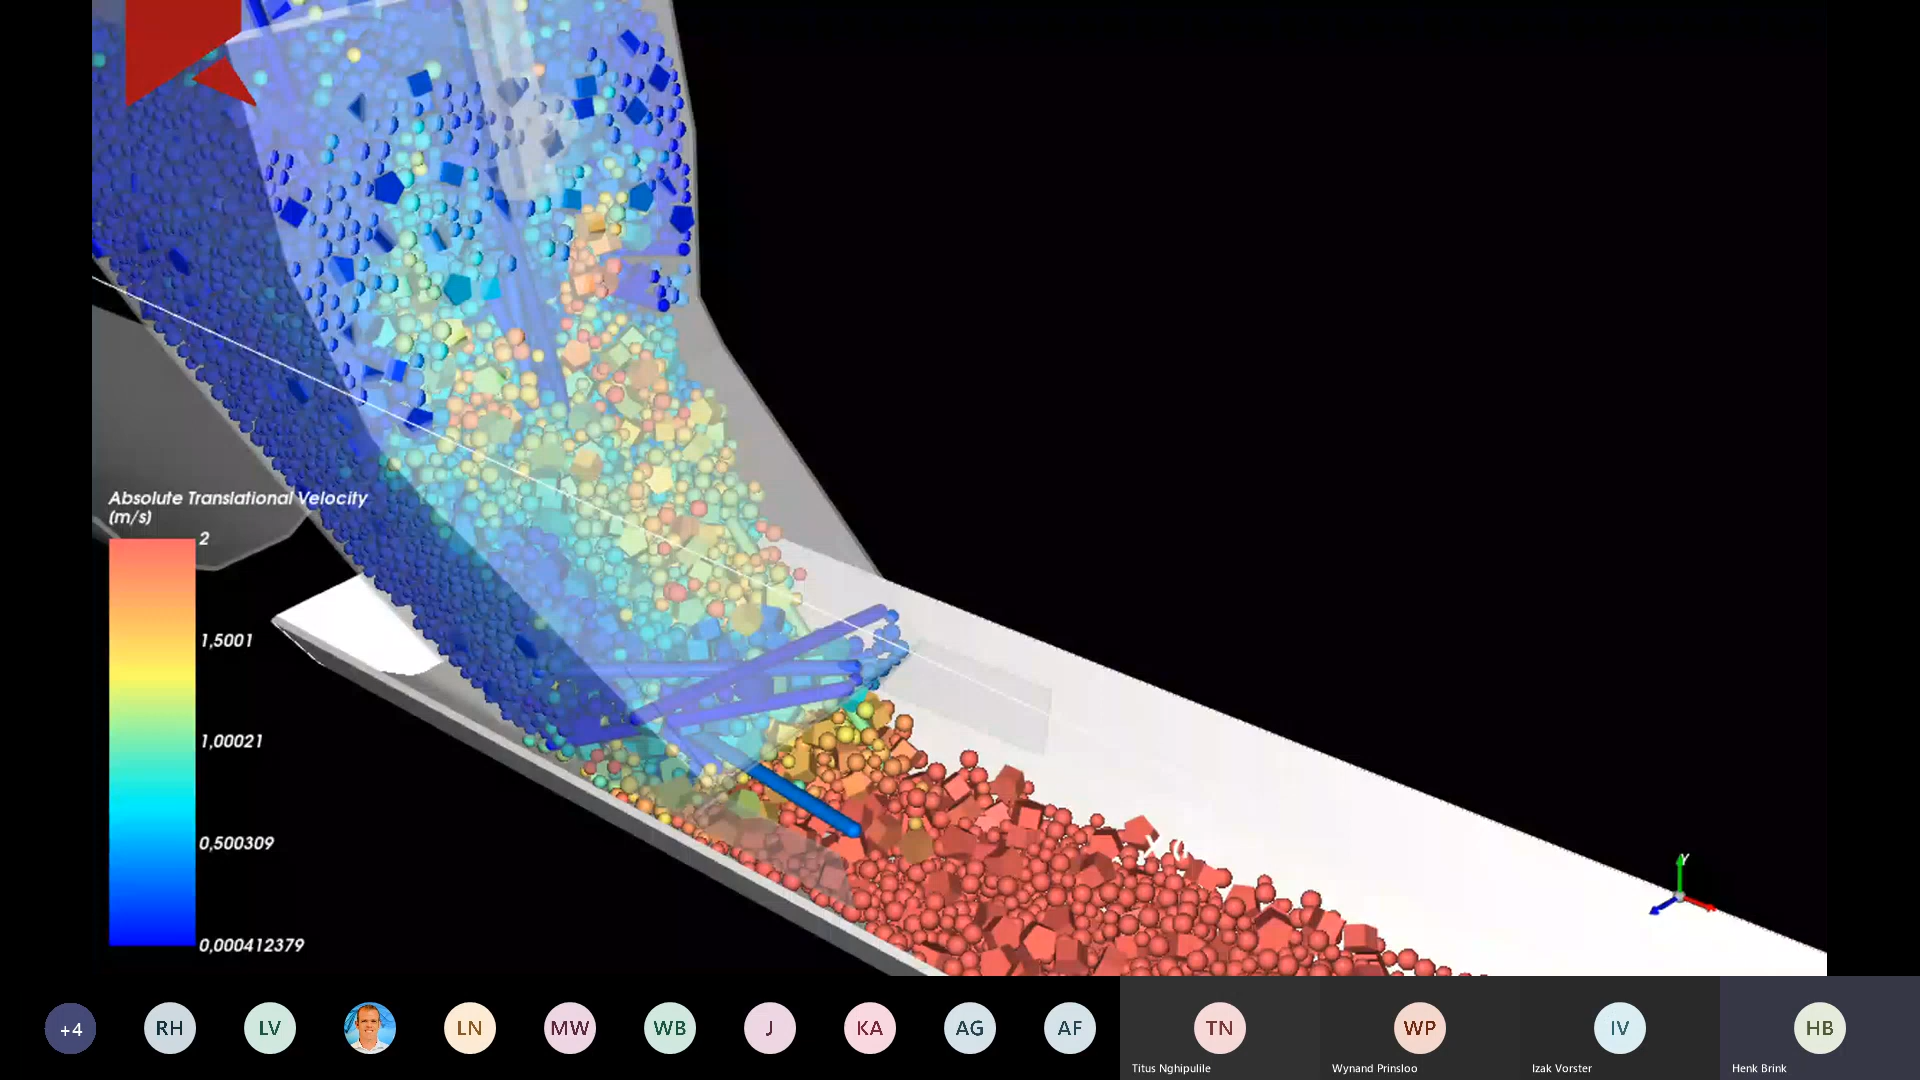 Absolute Translational Velocity
(m/s)
2
1,5001
1,00021
0,500309
0,000412379
Y
+4
RH
LV
LN
MW
WB
J
KA
AG
AF
TN
WP
IV
HB
Titus Nghipulile
Wynand Prinsloo
Izak Vorster
Henk Brink